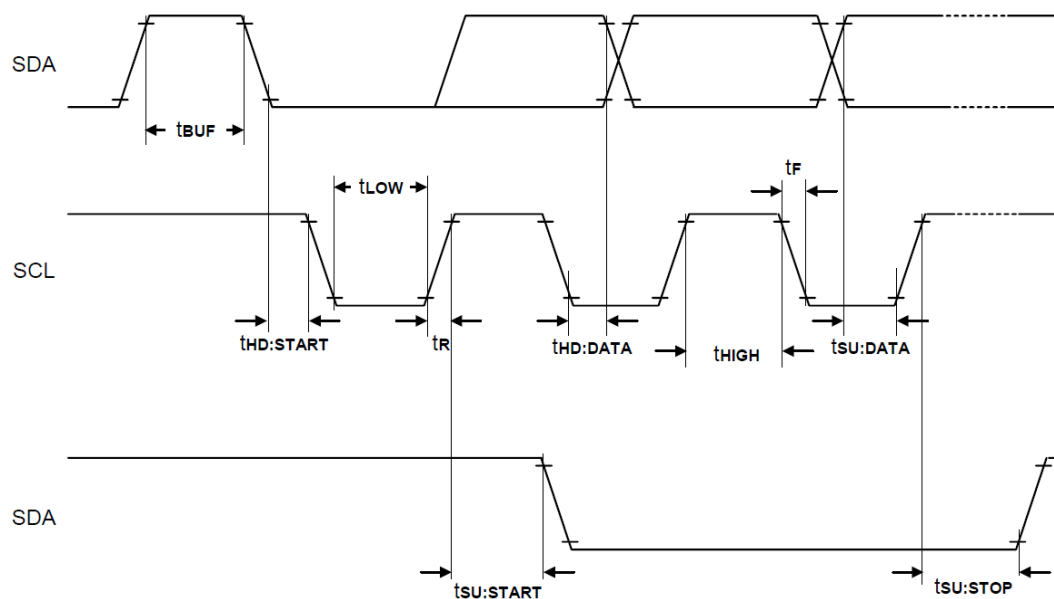 SDA
tBUF
tLOW
tF
SCL
tHD:START
tR
tHD:DATA
tHIGH
tSU:DATA
SDA
tSU:START
tSU:STOP